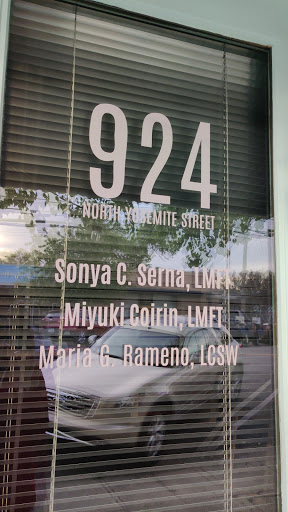 924
NORTH YOSEMITE STREET
Sonya C. Serna, LMFT
Miyuki Coirin, LMFT
Maria G. Rameno, LCSW